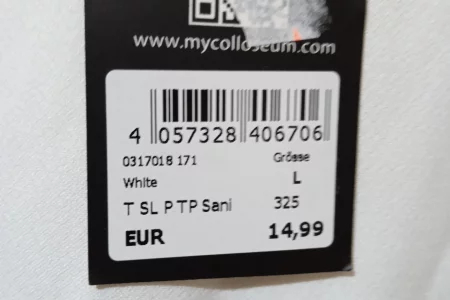 www.mycolloseum.com
4 057328 406706
0317018 171 Grösse
White L
T SL P TP Sani 325
EUR 14,99